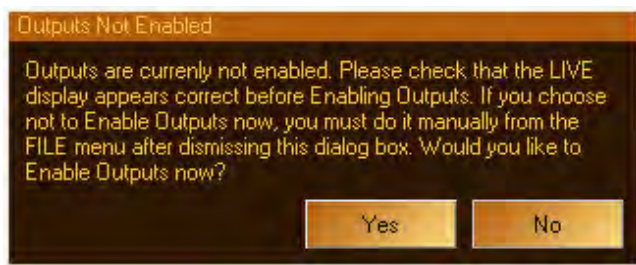 Outputs Not Enabled
Outputs are currenly not enabled. Please check that the LIVE
display appears correct before Enabling Outputs. If you choose
not to Enable Outputs now, you must do it manually from the
FILE menu after dismissing this dialog box. Would you like to
Enable Outputs now?
Yes No